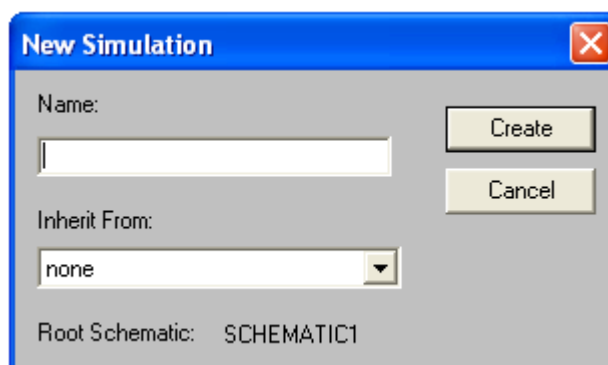 New Simulation
Name:
Create
Cancel
Inherit From:
none
Root Schematic: SCHEMATIC1